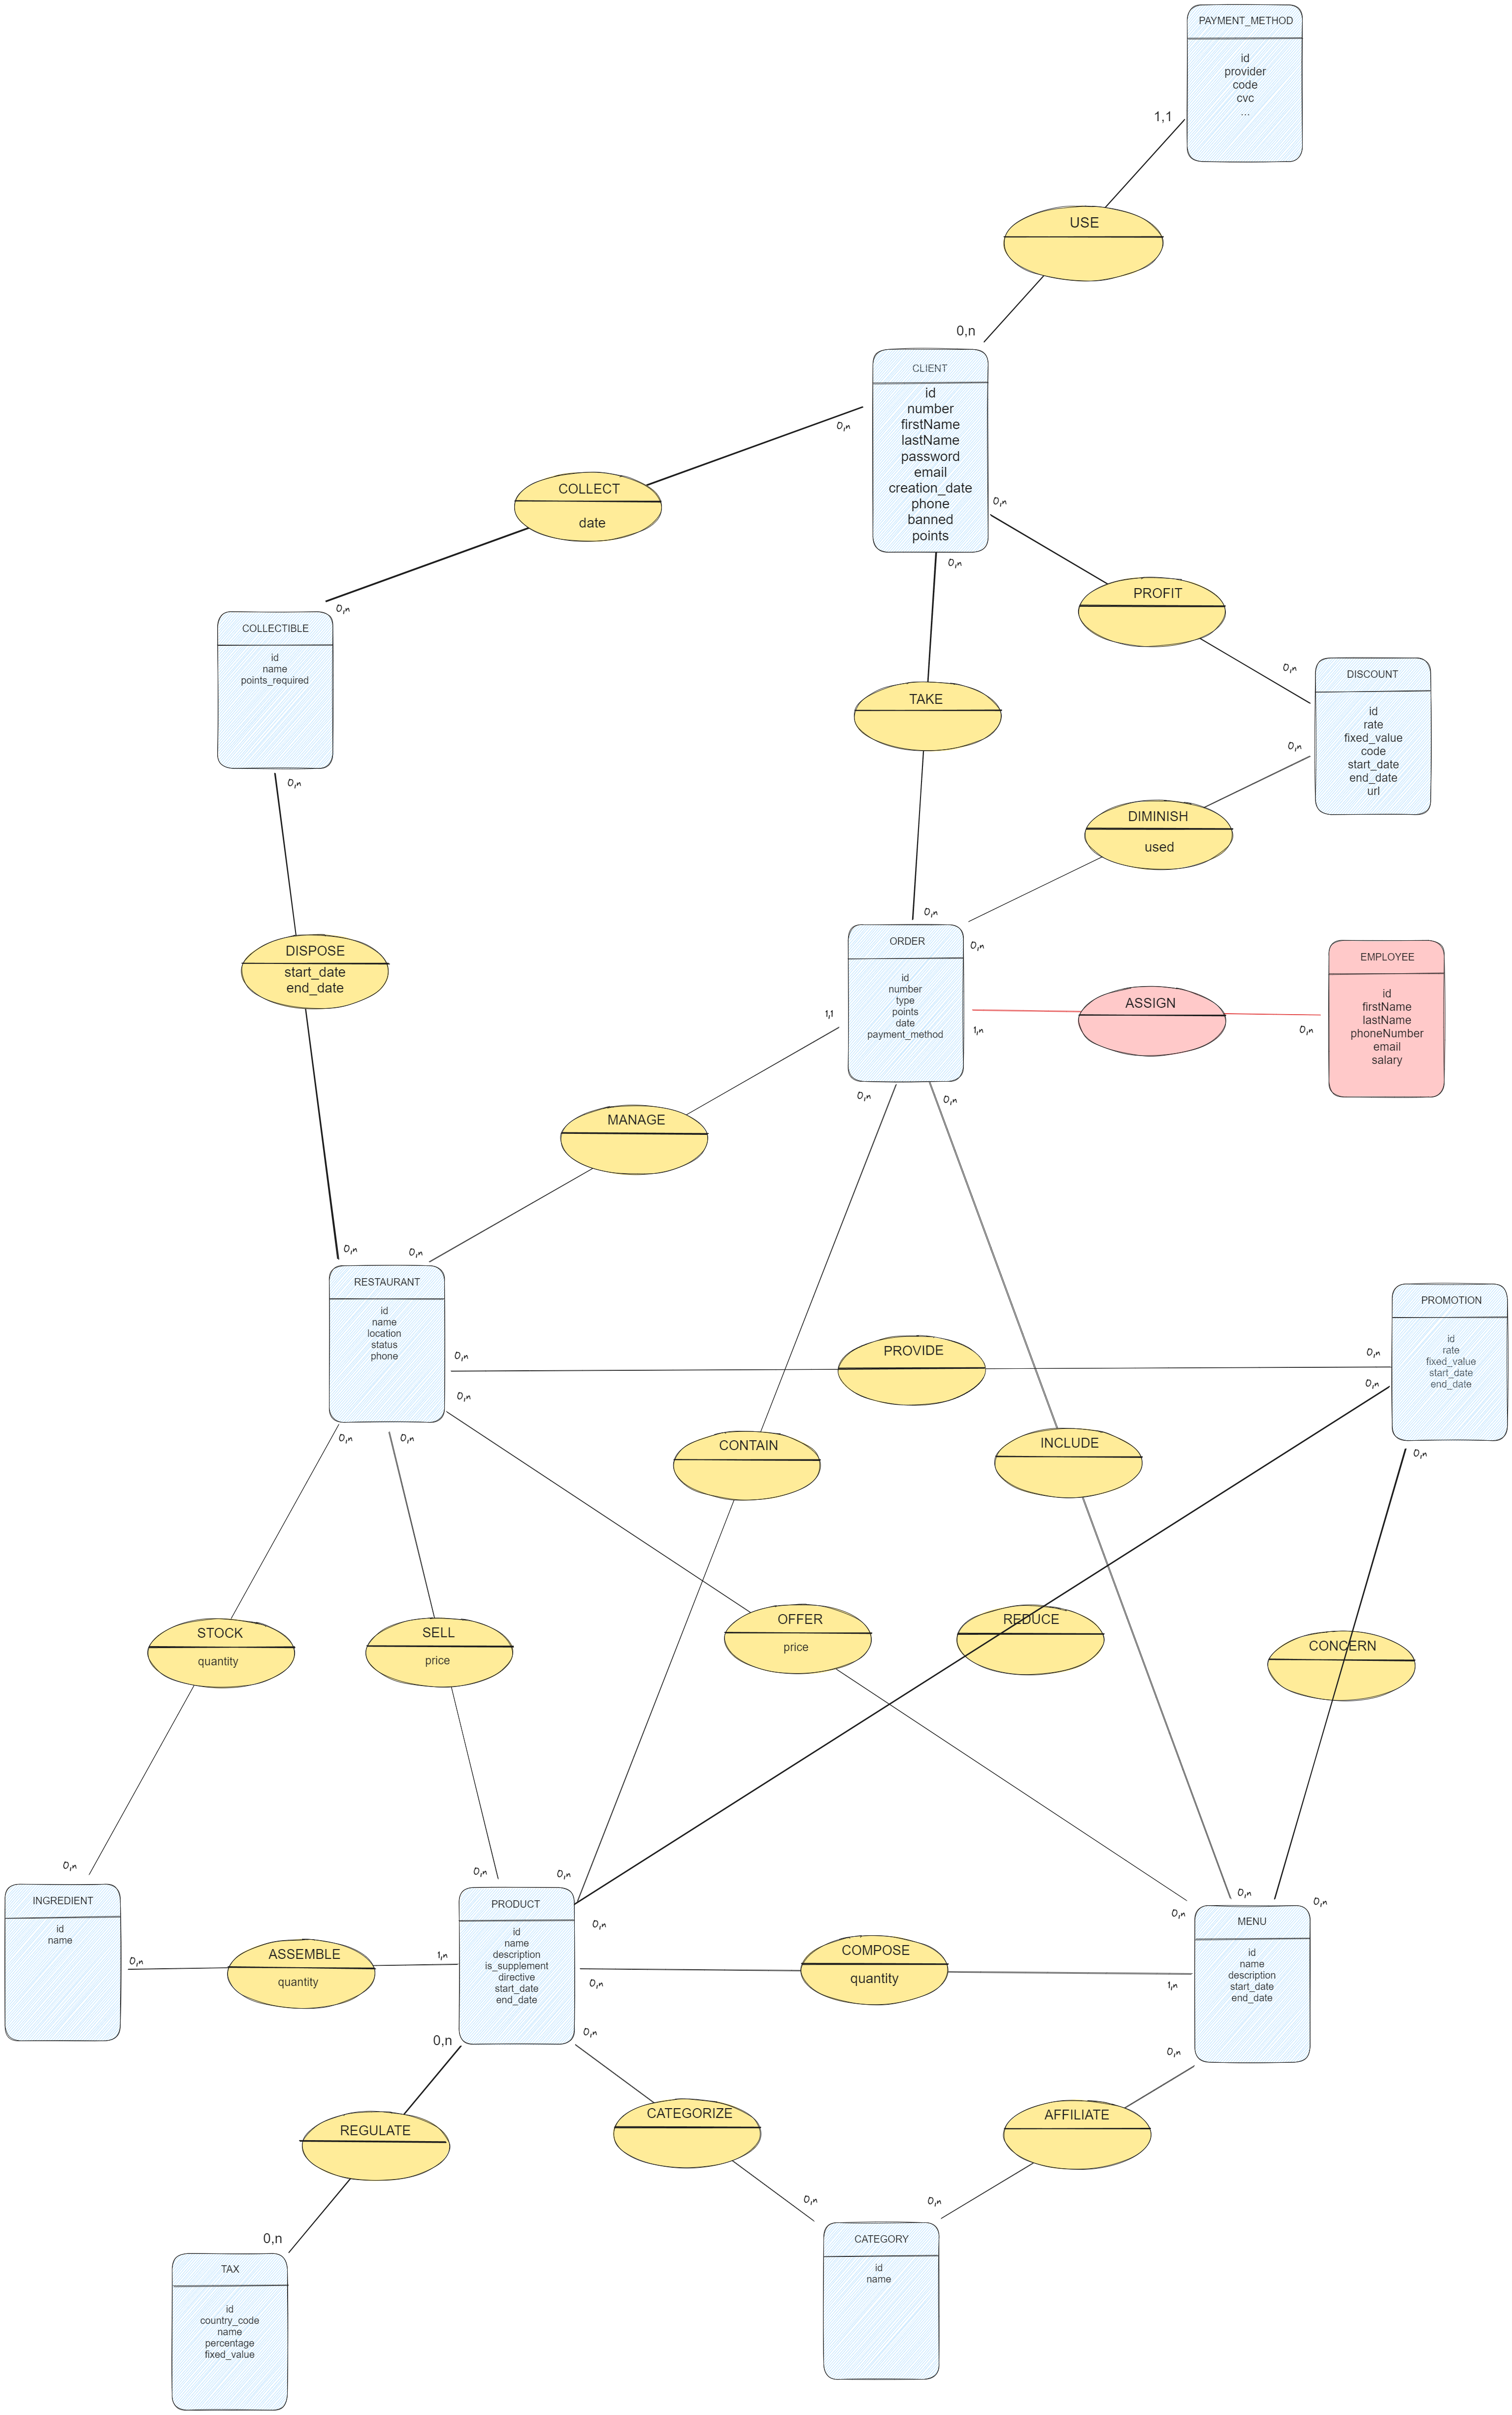 PAYMENT_METHOD
id
provider
code
cvc
...
1,1
USE
0,n
CLIENT
id
number
firstName
lastName
password
email
creation_date
phone
banned
points
0,n
0,n
0,n
COLLECT
date
0,n
COLLECTIBLE
id
name
points_required
0,n
PROFIT
0,n
DISCOUNT
id
rate
fixed_value
code
start_date
end_date
url
0,n
TAKE
0,n
DIMINISH
used
0,n
ORDER
id
number
type
points
date
payment_method
1,1
1,n
ASSIGN
0,n
EMPLOYEE
id
firstName
lastName
phoneNumber
email
salary
DISPOSE
start_date
end_date
0,n
0,n
MANAGE
0,n
0,n
RESTAURANT
id
name
location
status
phone
0,n
0,n
0,n
0,n
PROVIDE
0,n
0,n
PROMOTION
id
rate
fixed_value
start_date
end_date
0,n
CONTAIN
INCLUDE
STOCK
quantity
SELL
price
OFFER
price
REDUCE
CONCERN
0,n
0,n
0,n
0,n
0,n
0,n
0,n
INGREDIENT
id
name
0,n
ASSEMBLE
quantity
1,n
PRODUCT
id
name
description
is_supplement
directive
start_date
end_date
0,n
COMPOSE
quantity
1,n
MENU
id
name
description
start_date
end_date
0,n
0,n
0,n
REGULATE
CATEGORIZE
AFFILIATE
0,n
0,n
0,n
TAX
id
country_code
name
percentage
fixed_value
CATEGORY
id
name